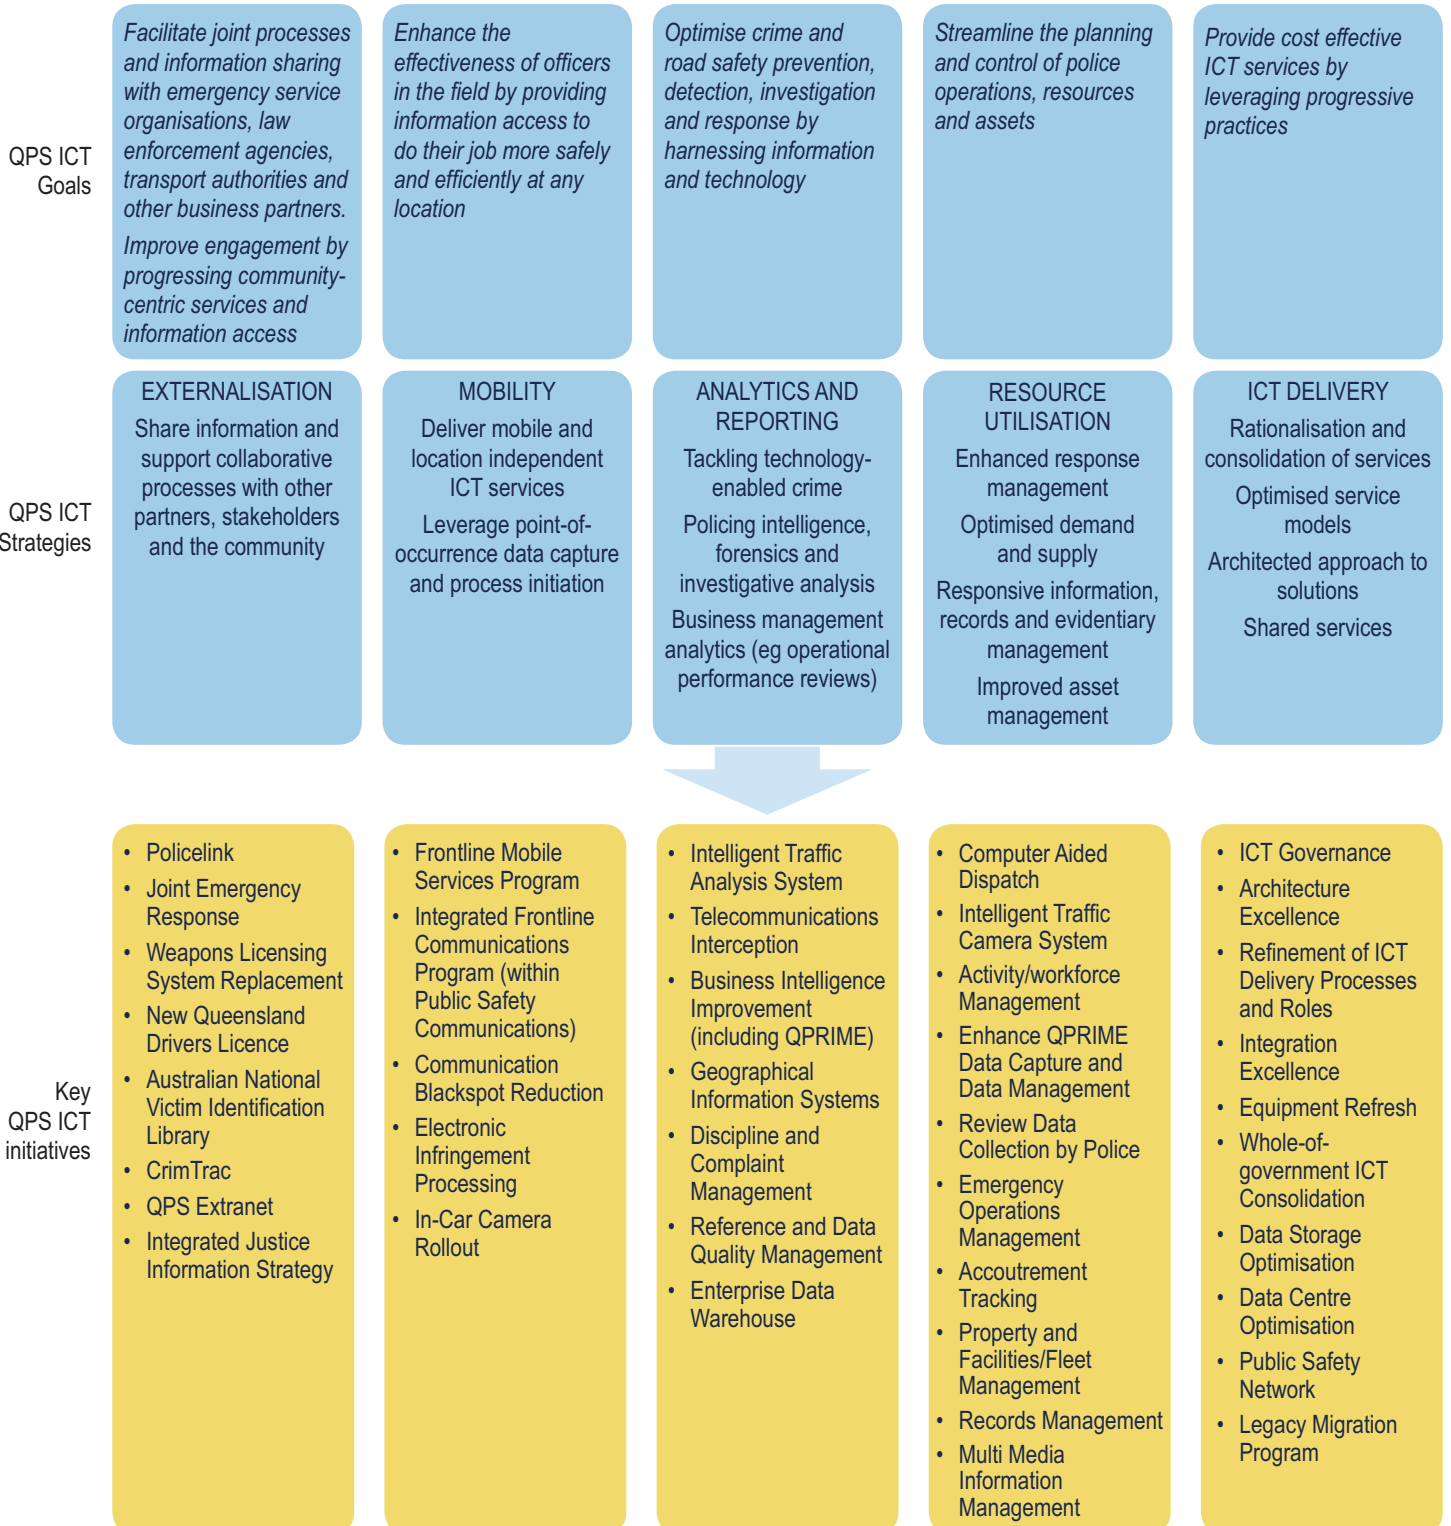 QPS ICT
Goals
Facilitate joint processes
and information sharing
with emergency service
organisations, law
enforcement agencies,
transport authorities and
other business partners.
Improve engagement by
progressing community-
centric services and
information access
Enhance the
effectiveness of officers
in the field by providing
information access to
do their job more safely
and efficiently at any
location
Optimise crime and
road safety prevention,
detection, investigation
and response by
harnessing information
and technology
Streamline the planning
and control of police
operations, resources
and assets
Provide cost effective
ICT services by
leveraging progressive
practices
QPS ICT
Strategies
EXTERNALISATION
Share information and
support collaborative
processes with other
partners, stakeholders
and the community
MOBILITY
Deliver mobile and
location independent
ICT services
Leverage point-of-
occurrence data capture
and process initiation
ANALYTICS AND
REPORTING
Tackling technology-
enabled crime
Policing intelligence,
forensics and
investigative analysis
Business management
analytics (eg operational
performance reviews)
RESOURCE
UTILISATION
Enhanced response
management
Optimised demand
and supply
Responsive information,
records and evidentiary
management
Improved asset
management
ICT DELIVERY
Rationalisation and
consolidation of services
Optimised service
models
Architected approach to
solutions
Shared services
Key
QPS ICT
initiatives
• Policelink
• Joint Emergency
Response
• Weapons Licensing
System Replacement
• New Queensland
Drivers Licence
• Australian National
Victim Identification
Library
• CrimTrac
• QPS Extranet
• Integrated Justice
Information Strategy
• Frontline Mobile
Services Program
• Integrated Frontline
Communications
Program (within
Public Safety
Communications)
• Communication
Blackspot Reduction
• Electronic
Infringement
Processing
• In-Car Camera
Rollout
• Intelligent Traffic
Analysis System
• Telecommunications
Interception
• Business Intelligence
Improvement
(including QPRIME)
• Geographical
Information Systems
• Discipline and
Complaint
Management
• Reference and Data
Quality Management
• Enterprise Data
Warehouse
• Computer Aided
Dispatch
• Intelligent Traffic
Camera System
• Activity/workforce
Management
• Enhance QPRIME
Data Capture and
Data Management
• Review Data
Collection by Police
• Emergency
Operations
Management
• Accoutrement
Tracking
• Property and
Facilities/Fleet
Management
• Records Management
• Multi Media
Information
Management
• ICT Governance
• Architecture
Excellence
• Refinement of ICT
Delivery Processes
and Roles
• Integration
Excellence
• Equipment Refresh
• Whole-of-
government ICT
Consolidation
• Data Storage
Optimisation
• Data Centre
Optimisation
• Public Safety
Network
• Legacy Migration
Program